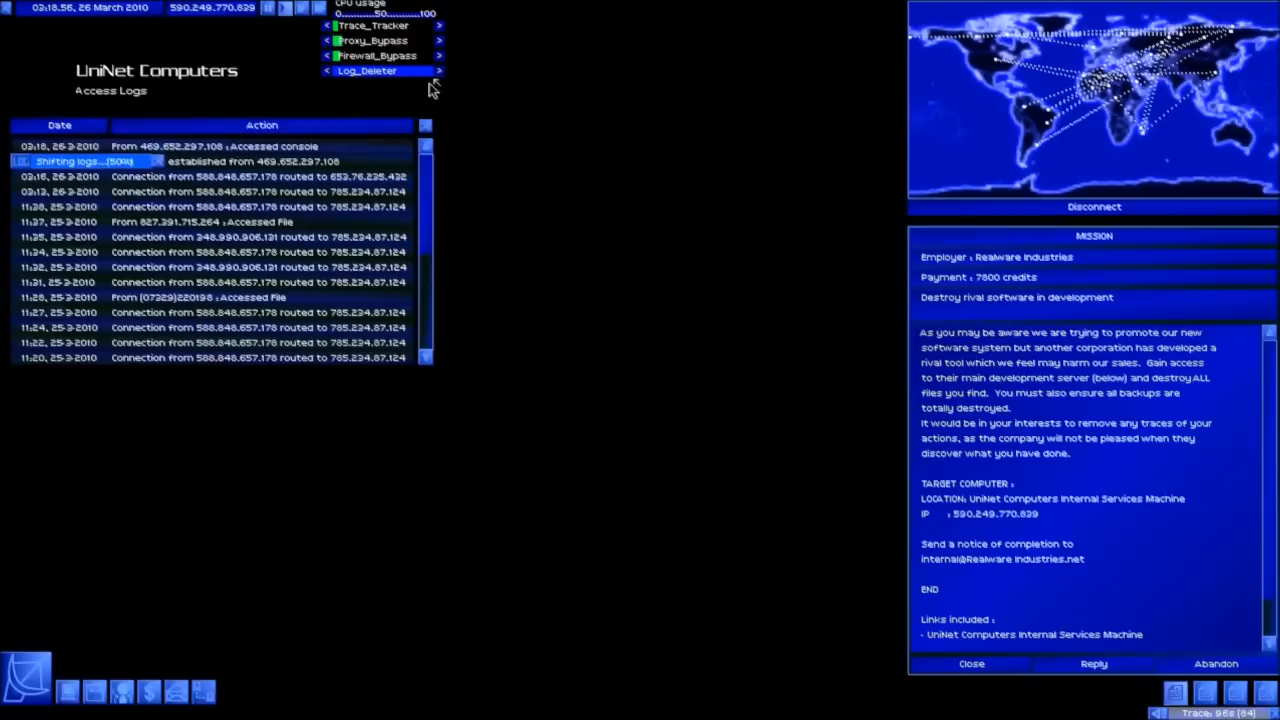 03:18.56, 26 March 2010
590.249.770.839
CPU usage
0..........50..........100
< Trace_Tracker >
< Proxy_Bypass >
< Firewall_Bypass >
< Log_Deleter >
UniNet Computers
Access Logs
Date Action
03:18, 26-3-2010 From 469.652.297.108 : Accessed console
Shifting logs...(50%) established from 469.652.297.108
03:16, 26-3-2010 Connection from 588.848.657.178 routed to 653.76.235.432
03:13, 26-3-2010 Connection from 588.848.657.178 routed to 785.234.87.124
11:38, 25-3-2010 Connection from 588.848.657.178 routed to 785.234.87.124
11:37, 25-3-2010 From 827.391.715.264 : Accessed File
11:35, 25-3-2010 Connection from 348.990.906.131 routed to 785.234.87.124
11:34, 25-3-2010 Connection from 588.848.657.178 routed to 785.234.87.124
11:32, 25-3-2010 Connection from 348.990.906.131 routed to 785.234.87.124
11:31, 25-3-2010 Connection from 588.848.657.178 routed to 785.234.87.124
11:28, 25-3-2010 From (07329)220198 : Accessed File
11:27, 25-3-2010 Connection from 588.848.657.178 routed to 785.234.87.124
11:24, 25-3-2010 Connection from 588.848.657.178 routed to 785.234.87.124
11:22, 25-3-2010 Connection from 588.848.657.178 routed to 785.234.87.124
11:20, 25-3-2010 Connection from 588.848.657.178 routed to 785.234.87.124
Disconnect
MISSION
Employer : Realware Industries
Payment : 7800 credits
Destroy rival software in development
As you may be aware we are trying to promote our new
software system but another corporation has developed a
rival tool which we feel may harm our sales. Gain access
to their main development server (below) and destroy ALL
files you find. You must also ensure all backups are
totally destroyed.
It would be in your interests to remove any traces of your
actions, as the company will not be pleased when they
discover what you have done.
TARGET COMPUTER :
LOCATION: UniNet Computers Internal Services Machine
IP : 590.249.770.839
Send a notice of completion to
internal@Realware Industries.net
END
Links included :
- UniNet Computers Internal Services Machine
Close Reply Abandon
Trace: 96s (84)